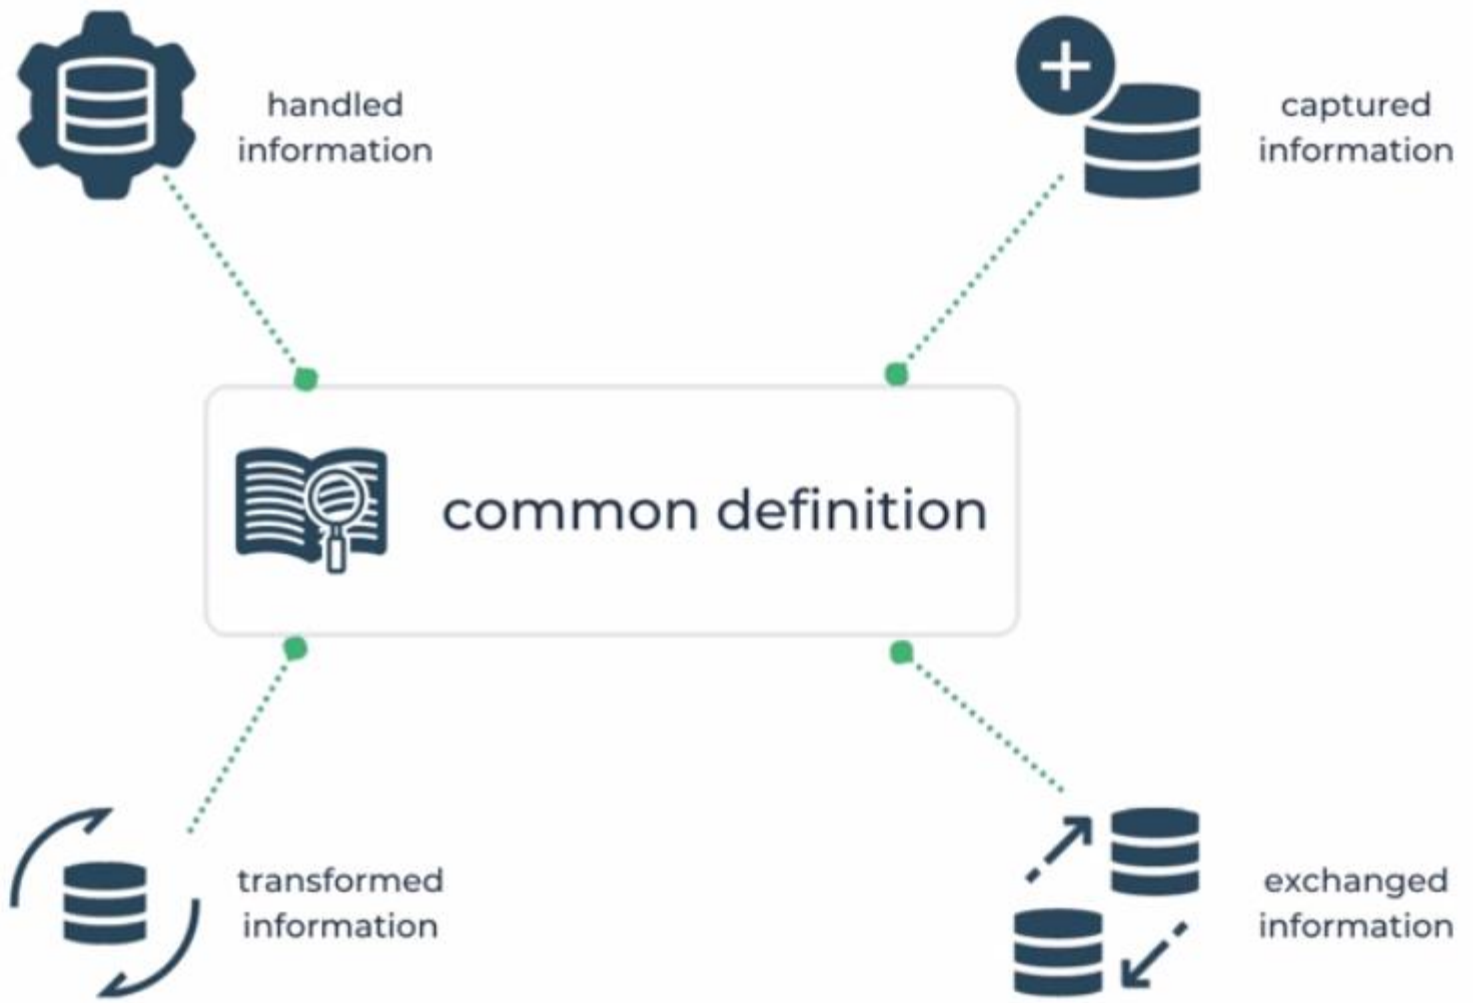 handled
information
captured
information
common definition
transformed
information
exchanged
information